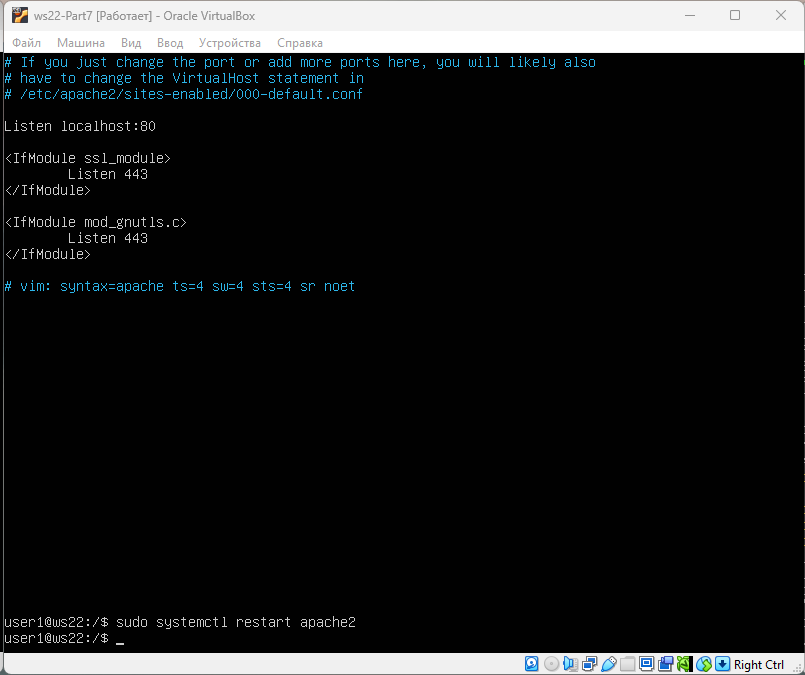 ws22-Part7 [Работает] - Oracle VirtualBox
Файл Машина Вид Ввод Устройства Справка
# If you just change the port or add more ports here, you will likely also
# have to change the VirtualHost statement in
# /etc/apache2/sites-enabled/000-default.conf
Listen localhost:80
<IfModule ssl_module>
Listen 443
</IfModule>
<IfModule mod_gnutls.c>
Listen 443
</IfModule>
# vim: syntax=apache ts=4 sw=4 sts=4 sr noet
user1@ws22:/$ sudo systemctl restart apache2
user1@ws22:/$ _
Right Ctrl